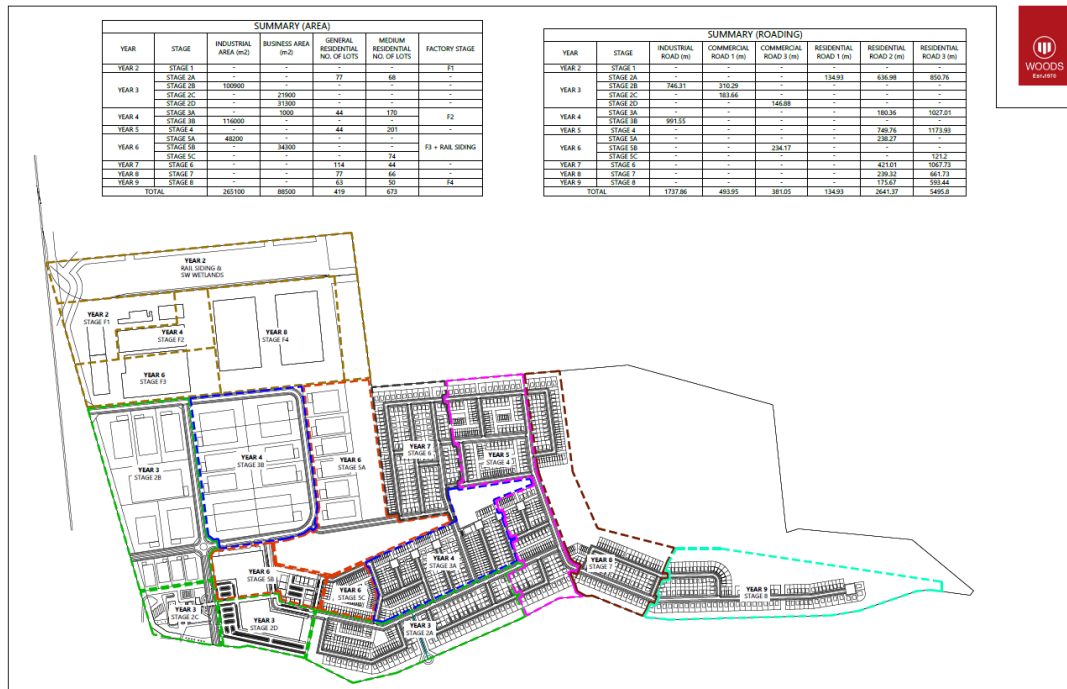 SUMMARY (AREA)
YEAR STAGE INDUSTRIAL AREA (m2) BUSINESS AREA (m2) GENERAL RESIDENTIAL NO. OF LOTS MEDIUM RESIDENTIAL NO. OF LOTS FACTORY STAGE
YEAR 2 STAGE 1 - - - - F1
YEAR 3 STAGE 2A - - 77 68 -
STAGE 2B 100900 - - - -
STAGE 2C - 21900 - - -
STAGE 2D - 31300 - - -
YEAR 4 STAGE 3A - 1000 44 170 F2
STAGE 3B 116000 - - -
YEAR 5 STAGE 4 - - 44 201 -
YEAR 6 STAGE 5A 48200 - - - F3 + RAIL SIDING
STAGE 5B - 34300 - -
STAGE 5C - - - 74
YEAR 7 STAGE 6 - - 114 44 -
YEAR 8 STAGE 7 - - 77 66 -
YEAR 9 STAGE 8 - - 63 50 F4
TOTAL 265100 88500 419 673
SUMMARY (ROADING)
YEAR STAGE INDUSTRIAL ROAD (m) COMMERCIAL ROAD 1 (m) COMMERCIAL ROAD 3 (m) RESIDENTIAL ROAD 1 (m) RESIDENTIAL ROAD 2 (m) RESIDENTIAL ROAD 3 (m)
YEAR 2 STAGE 1 - - - - - -
YEAR 3 STAGE 2A - - - 134.93 636.98 850.76
STAGE 2B 746.31 310.29 - - - -
STAGE 2C - 183.66 - - - -
STAGE 2D - - 146.88 - - -
YEAR 4 STAGE 3A - - - - 180.36 1027.01
STAGE 3B 991.55 - - - - -
YEAR 5 STAGE 4 - - - - 749.76 1173.93
YEAR 6 STAGE 5A - - - - 238.27 -
STAGE 5B - - 234.17 - - -
STAGE 5C - - - - - 121.2
YEAR 7 STAGE 6 - - - - 421.01 1067.73
YEAR 8 STAGE 7 - - - - 239.32 661.73
YEAR 9 STAGE 8 - - - - 175.67 593.44
TOTAL 1737.86 493.95 381.05 134.93 2641.37 5495.8
WOODS
Est.1970
YEAR 2
RAIL SIDING &
SW WETLANDS
YEAR 2
STAGE F1
YEAR 4
STAGE F2
YEAR 8
STAGE F4
YEAR 6
STAGE F3
YEAR 3
STAGE 2B
YEAR 4
STAGE 3B
YEAR 6
STAGE 5A
YEAR 7
STAGE 6
YEAR 5
STAGE 4
YEAR 4
STAGE 3A
YEAR 8
STAGE 7
YEAR 6
STAGE 5B
YEAR 6
STAGE 5C
YEAR 9
STAGE 8
YEAR 3
STAGE 2C
YEAR 3
STAGE 2D
YEAR 3
STAGE 2A